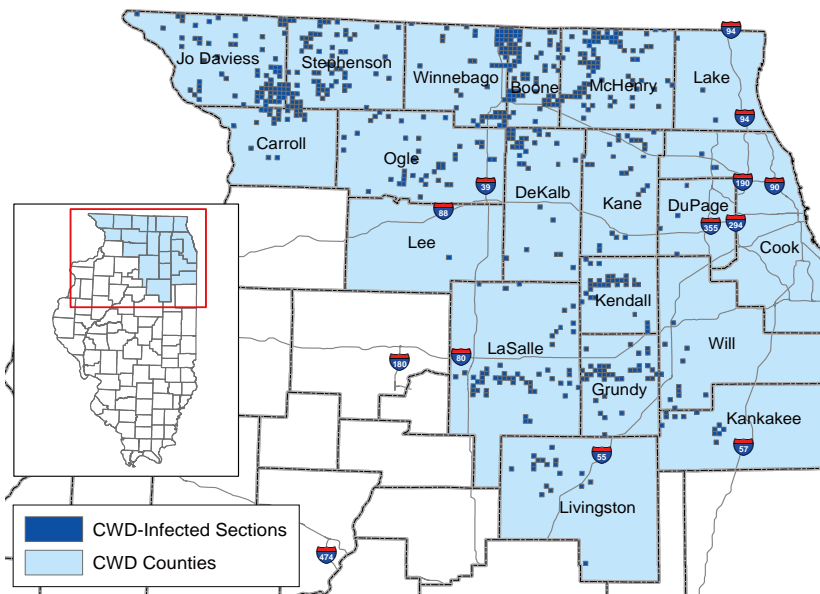 94
Jo Daviess
Stephenson
Winnebago
Boone
McHenry
Lake
94
Carroll
Ogle
39
DeKalb
Kane
DuPage
190
90
88
355
294
Lee
Cook
Kendall
LaSalle
80
180
Will
Grundy
Kankakee
57
55
Livingston
CWD-Infected Sections
CWD Counties
474